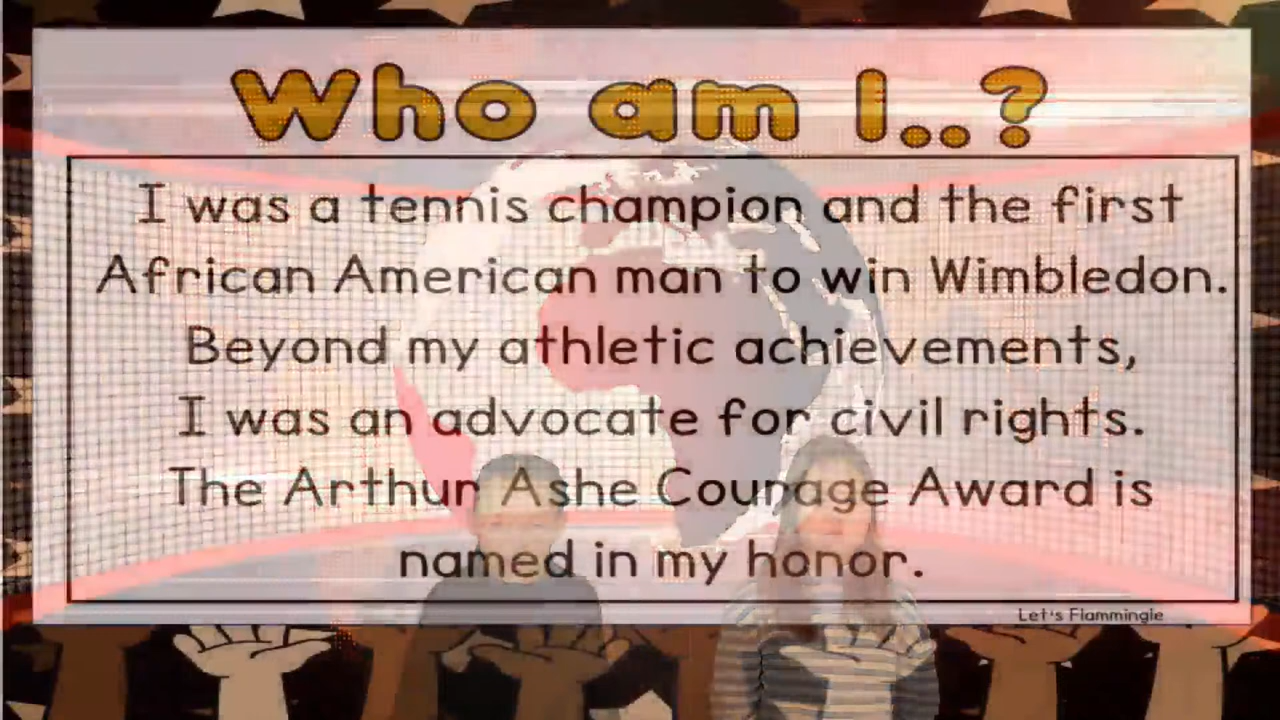 Who am I..?
I was a tennis champion and the first
African American man to win Wimbledon.
Beyond my athletic achievements,
I was an advocate for civil rights.
The Arthur Ashe Courage Award is
named in my honor.
Let's Flammingle